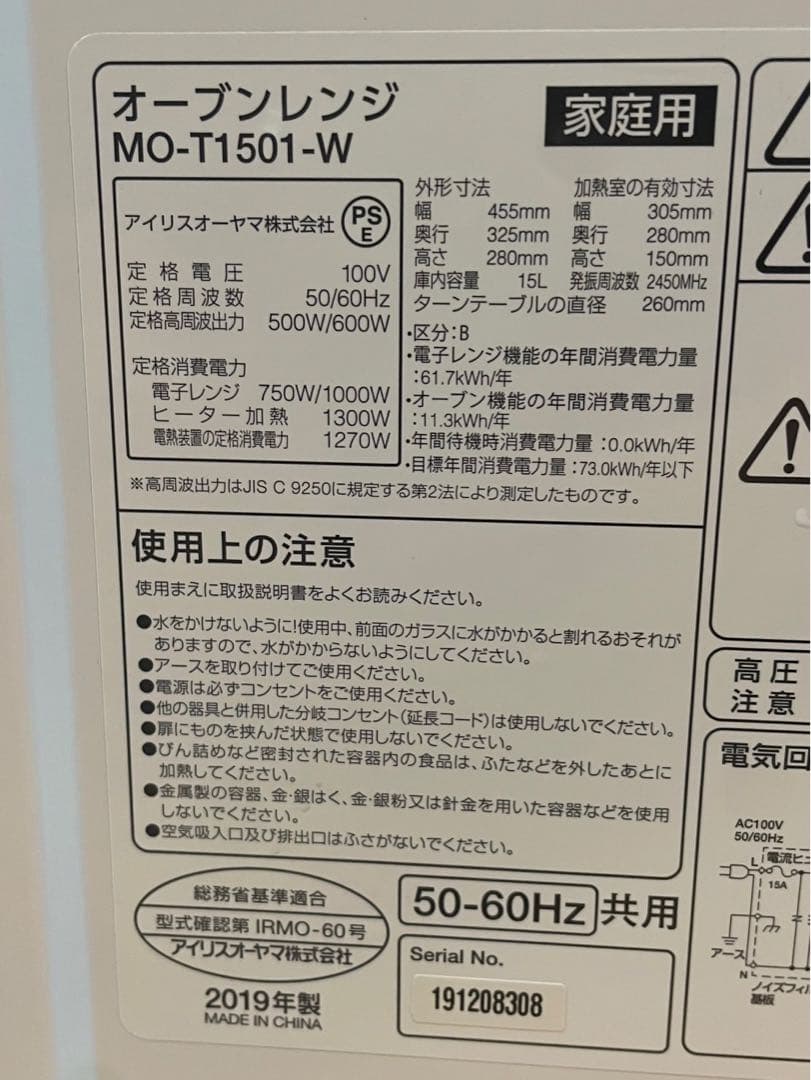 オーブンレンジ
MO-T1501-W
家庭用
アイリスオーヤマ株式会社
PS
E
定格電圧 100V
定格周波数 50/60Hz
定格高周波出力 500W/600W
定格消費電力
電子レンジ 750W/1000W
ヒーター加熱 1300W
電熱装置の定格消費電力 1270W
外形寸法 加熱室の有効寸法
幅 455mm 幅 305mm
奥行 325mm 奥行 280mm
高さ 280mm 高さ 150mm
庫内容量 15L 発振周波数 2450MHz
ターンテーブルの直径 260mm
・区分:B
・電子レンジ機能の年間消費電力量
:61.7kWh/年
・オーブン機能の年間消費電力量
:11.3kWh/年
・年間待機時消費電力量 :0.0kWh/年
・目標年間消費電力量 :73.0kWh/年以下
※高周波出力はJIS C 9250に規定する第2法により測定したものです。
使用上の注意
使用まえに取扱説明書をよくお読みください。
●水をかけないように!使用中、前面のガラスに水がかかると割れるおそれが
ありますので、水がかからないようにしてください。
●アースを取り付けてご使用ください。
●電源は必ずコンセントをご使用ください。
●他の器具と併用した分岐コンセント(延長コード)は使用しないでください。
●扉にものを挟んだ状態で使用しないでください。
●びん詰めなど密封された容器内の食品は、ふたなどを外したあとに
加熱してください。
●金属製の容器、金・銀はく、金・銀粉又は針金を用いた容器などを使用
しないでください。
●空気吸入口及び排出口はふさがないでください。
総務省基準適合
型式確認第 IRMO-60号
アイリスオーヤマ株式会社
2019年製
MADE IN CHINA
50-60Hz 共用
Serial No.
191208308
高圧
注意
電気回
AC100V
50/60Hz
L
電流ヒュ
15A
アース
N
ノイズフィル
基板